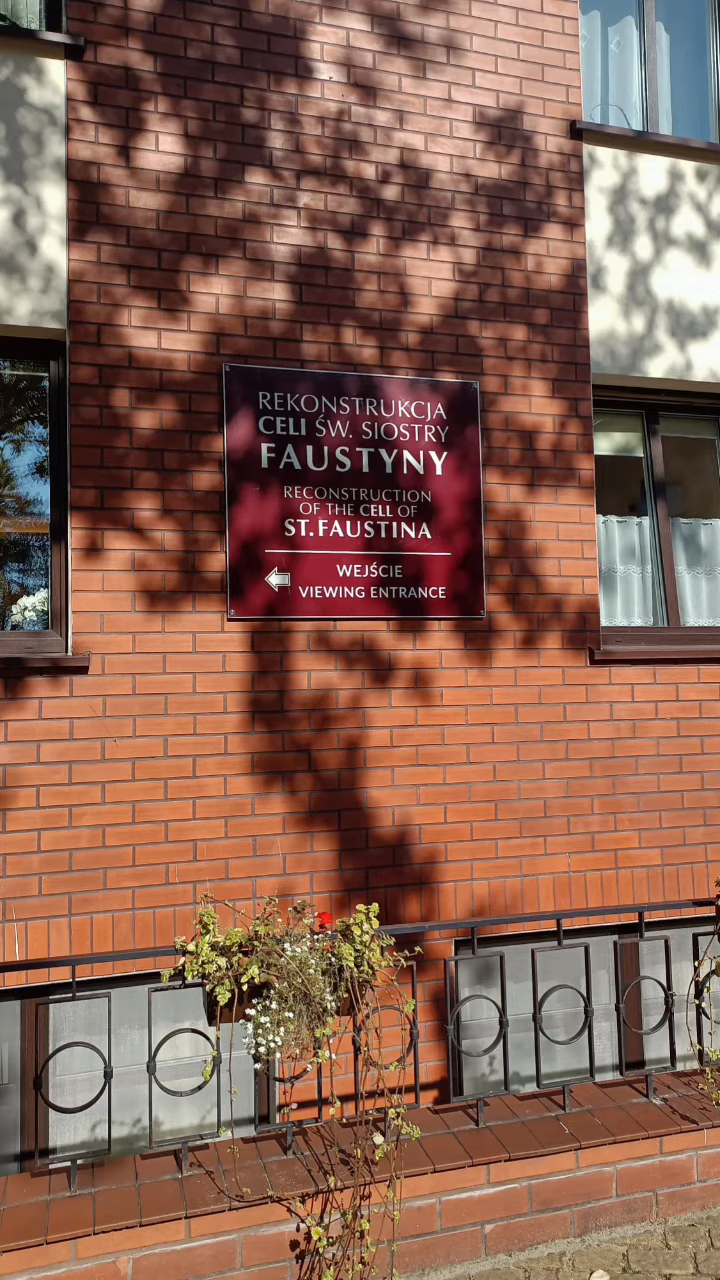 REKONSTRUKCJA
CELI ŚW. SIOSTRY
FAUSTYNY
RECONSTRUCTION
OF THE CELL OF
ST. FAUSTINA
WEJŚCIE
VIEWING ENTRANCE